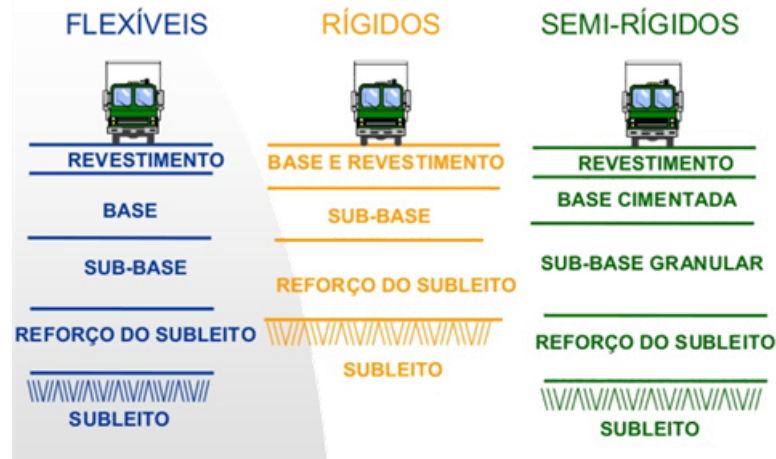 FLEXÍVEIS
REVESTIMENTO
BASE
SUB-BASE
REFORÇO DO SUBLEITO
SUBLEITO
RÍGIDOS
BASE E REVESTIMENTO
SUB-BASE
REFORÇO DO SUBLEITO
SUBLEITO
SEMI-RÍGIDOS
REVESTIMENTO
BASE CIMENTADA
SUB-BASE GRANULAR
REFORÇO DO SUBLEITO
SUBLEITO